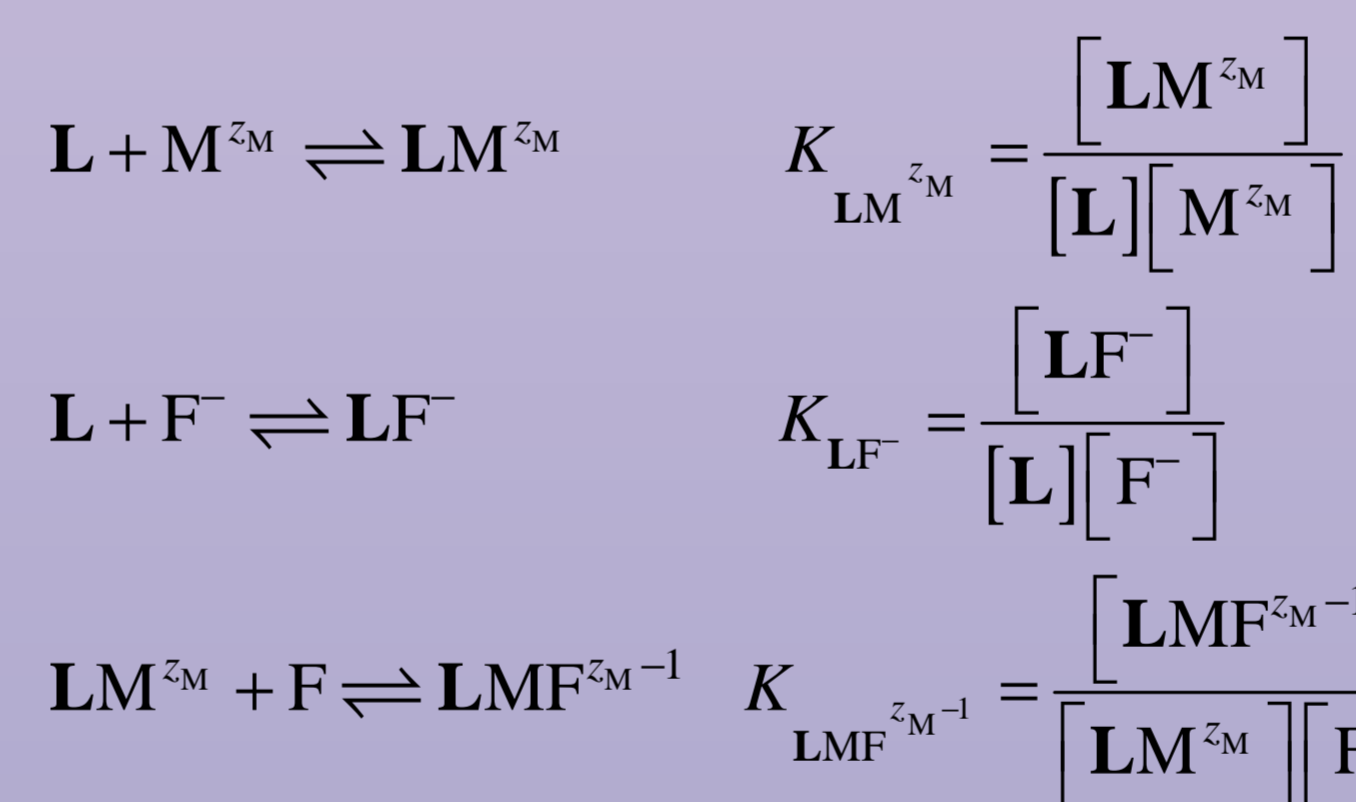 L + M^{z_M} ⇌ LM^{z_M} K_{LM^{z_M}} = [LM^{z_M}] / [L][M^{z_M}]
L + F^− ⇌ LF^− K_{LF^−} = [LF^−] / [L][F^−]
LM^{z_M} + F ⇌ LMF^{z_M−1} K_{LMF^{z_M−1}} = [LMF^{z_M−1} / [LM^{z_M}][F